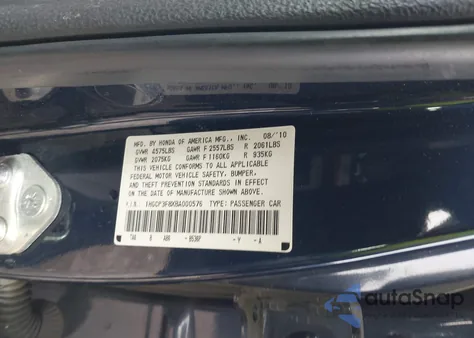 MFD. BY HONDA OF AMERICA MFG., INC. 08/'10
GVWR 4575LBS GAWR F 2557LBS R 2061LBS
GVWR 2075KG GAWR F 1160KG R 935KG
THIS VEHICLE CONFORMS TO ALL APPLICABLE
FEDERAL MOTOR VEHICLE SAFETY, BUMPER,
AND THEFT PREVENTION STANDARDS IN EFFECT
ON THE DATE OF MANUFACTURE SHOWN ABOVE.
V.I.N. 1HGCP3F8XBA000576 TYPE: PASSENGER CAR
-Y -A
autoSnap